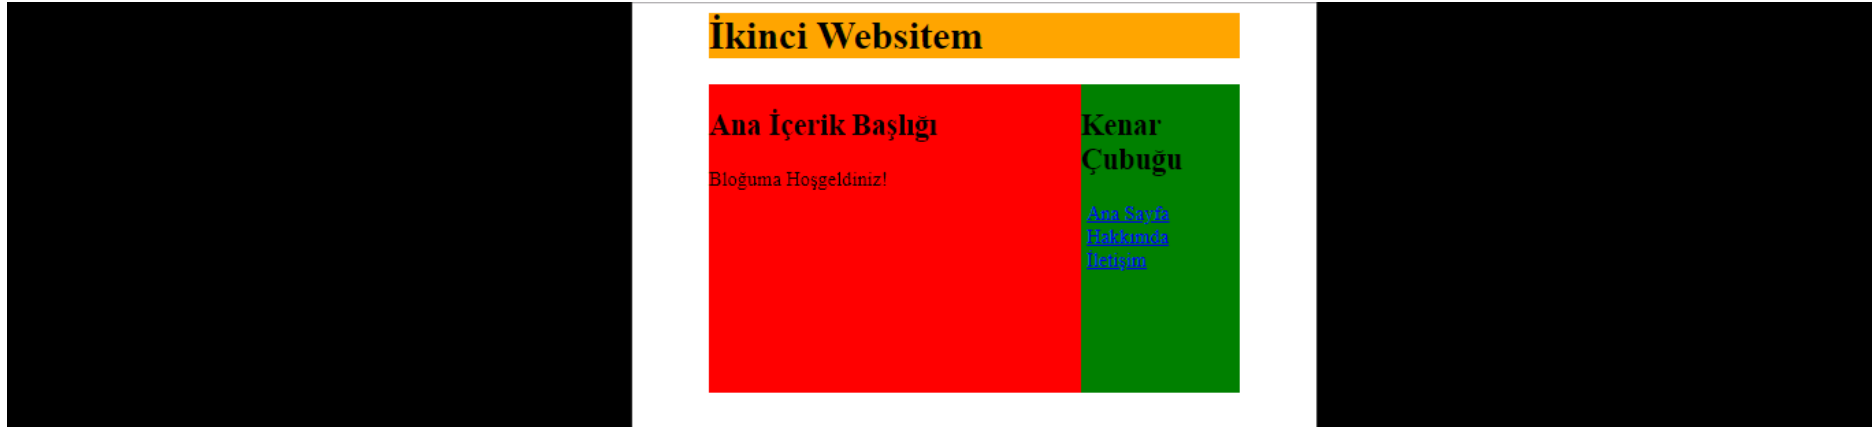 İkinci Websitem
Ana İçerik Başlığı
Bloğuma Hoşgeldiniz!
Kenar
Çubuğu
Ana Sayfa
Hakkımda
İletişim